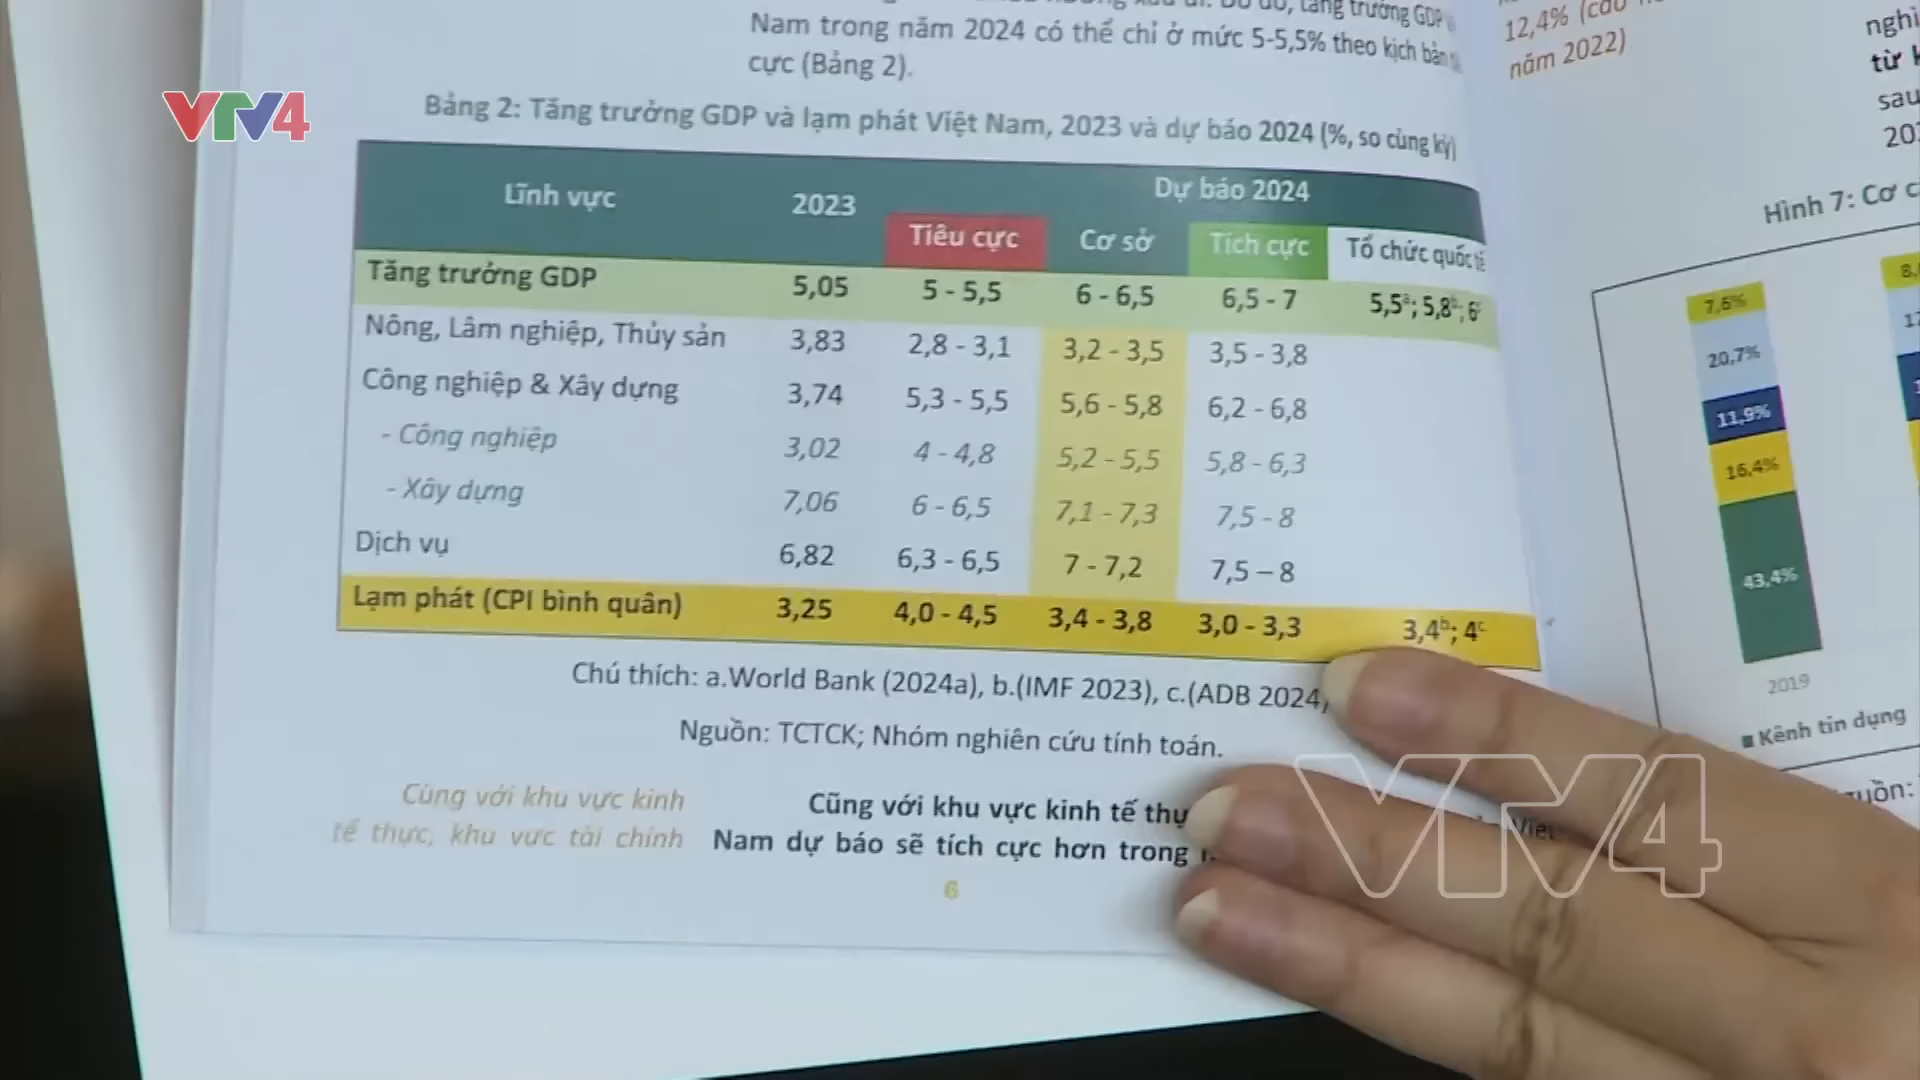 VTV4
Nam trong năm 2024 có thể chỉ ở mức 5-5,5% theo kịch bản
cực (Bảng 2).
Bảng 2: Tăng trưởng GDP và lạm phát Việt Nam, 2023 và dự báo 2024 (%, so cùng kỳ)
Lĩnh vực 2023 Dự báo 2024
Tiêu cực Cơ sở Tích cực Tổ chức quốc tế
Tăng trưởng GDP 5,05 5 - 5,5 6 - 6,5 6,5 - 7 5,5ᵃ; 5,8ᵇ; 6ᶜ
Nông, Lâm nghiệp, Thủy sản 3,83 2,8 - 3,1 3,2 - 3,5 3,5 - 3,8
Công nghiệp & Xây dựng 3,74 5,3 - 5,5 5,6 - 5,8 6,2 - 6,8
- Công nghiệp 3,02 4 - 4,8 5,2 - 5,5 5,8 - 6,3
- Xây dựng 7,06 6 - 6,5 7,1 - 7,3 7,5 - 8
Dịch vụ 6,82 6,3 - 6,5 7 - 7,2 7,5 – 8
Lạm phát (CPI bình quân) 3,25 4,0 - 4,5 3,4 - 3,8 3,0 - 3,3 3,4ᵇ; 4ᶜ
Chú thích: a.World Bank (2024a), b.(IMF 2023), c.(ADB 2024)
Nguồn: TCTCK; Nhóm nghiên cứu tính toán.
Cùng với khu vực kinh
tế thực, khu vực tài chính
Cũng với khu vực kinh tế
Nam dự báo sẽ tích cực hơn trong
6
12,4%
năm 2022)
từ
sau
Hình 7: Cơ
7,6%
20,7%
11,9%
16,4%
43,4%
2019
Kênh tín dụng
VTV4